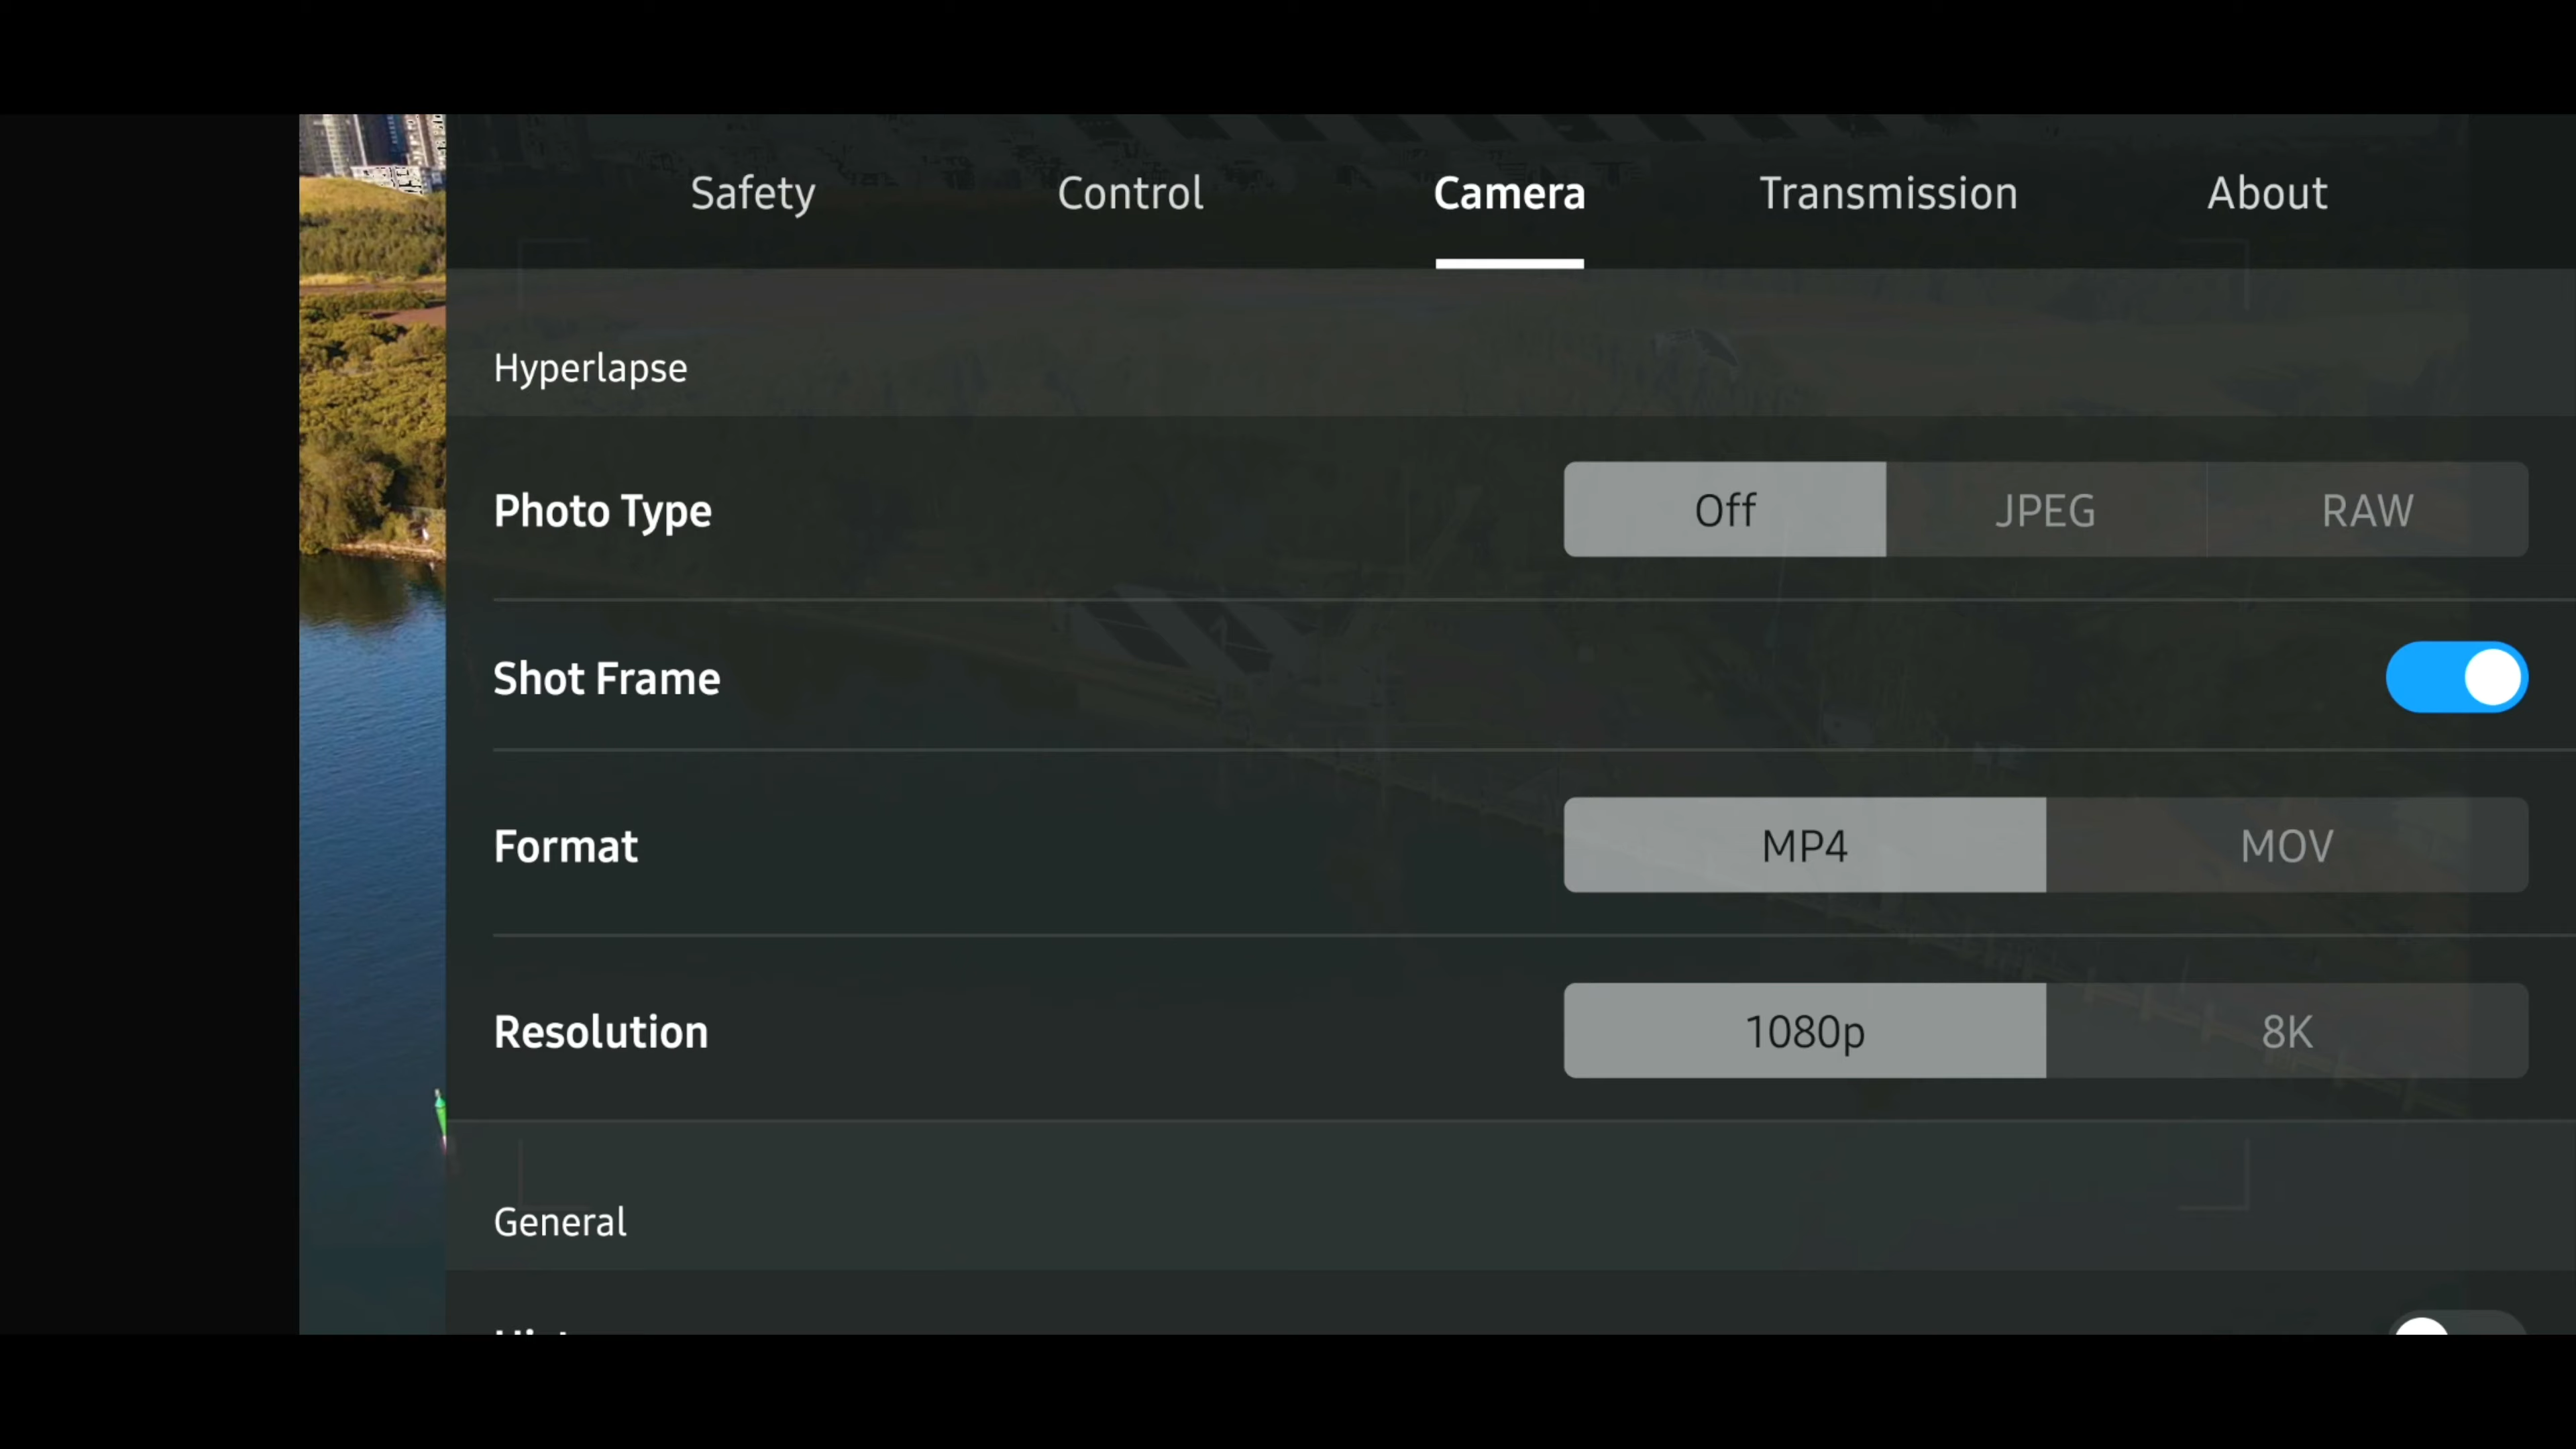 Safety Control Camera Transmission About
Hyperlapse
Photo Type Off JPEG RAW
Shot Frame
Format MP4 MOV
Resolution 1080p 8K
General